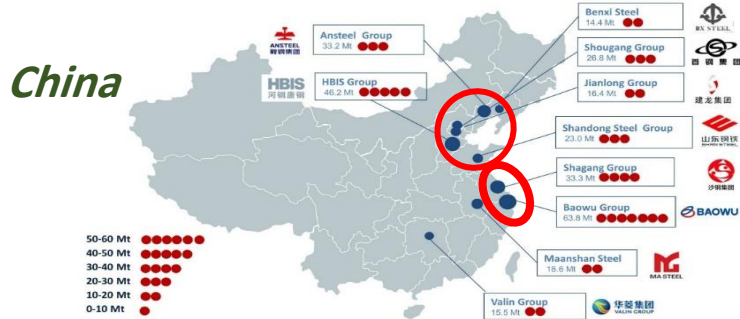 China
ANSTEEL
鞍钢集团
Ansteel Group
33.2 Mt
HBIS
河钢唐钢
HBIS Group
46.2 Mt
Benxi Steel
14.4 Mt
BX STEEL
Shougang Group
26.8 Mt
首钢集团
Jianlong Group
16.4 Mt
建龙集团
Shandong Steel Group
23.0 Mt
山东钢铁
SHAN STEEL
Shagang Group
33.3 Mt
沙钢集团
Baowu Group
63.8 Mt
BAOWU
Maanshan Steel
18.6 Mt
MASTEEL
Valin Group
15.5 Mt
华菱集团
VALIN GROUP
50-60 Mt
40-50 Mt
30-40 Mt
20-30 Mt
10-20 Mt
0-10 Mt